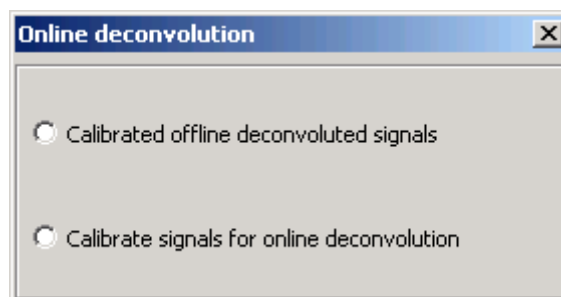 Online deconvolution
Calibrated offline deconvoluted signals
Calibrate signals for online deconvolution